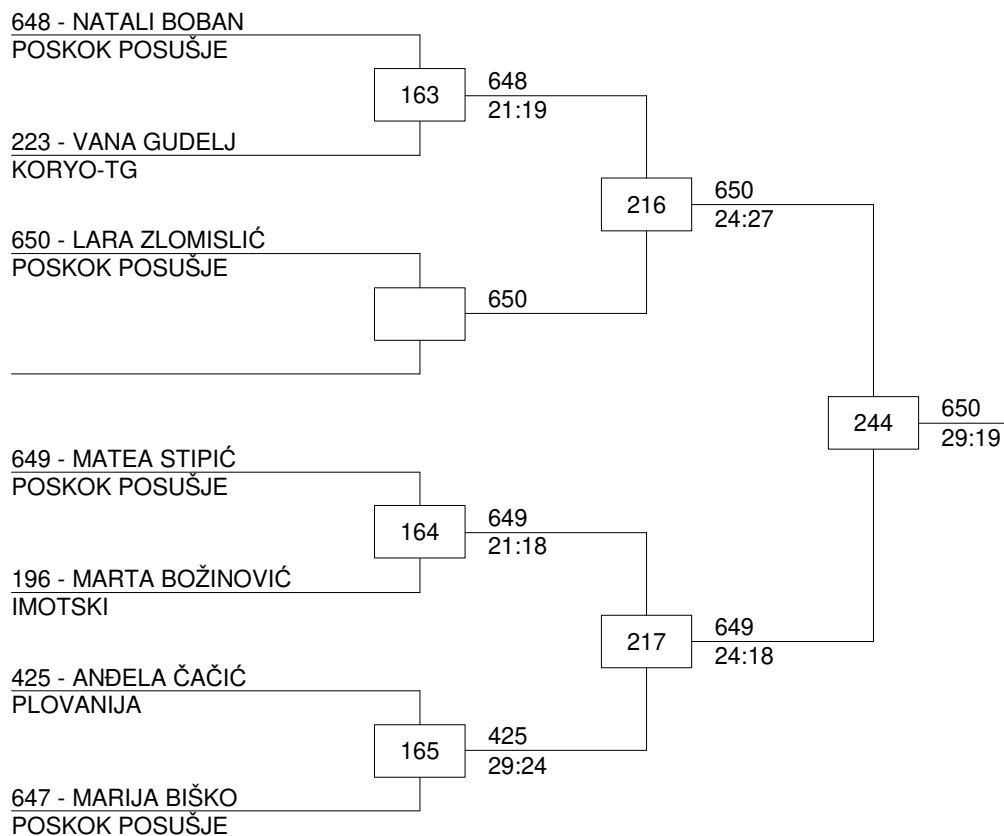 648 - NATALI BOBAN
POSKOK POSUŠJE
163
648
21:19
223 - VANA GUDELJ
KORYO-TG
216
650
24:27
650 - LARA ZLOMISLIĆ
POSKOK POSUŠJE
650
244
650
29:19
649 - MATEA STIPIĆ
POSKOK POSUŠJE
164
649
21:18
196 - MARTA BOŽINOVIĆ
IMOTSKI
217
649
24:18
425 - ANĐELA ČAČIĆ
PLOVANIJA
165
425
29:24
647 - MARIJA BIŠKO
POSKOK POSUŠJE